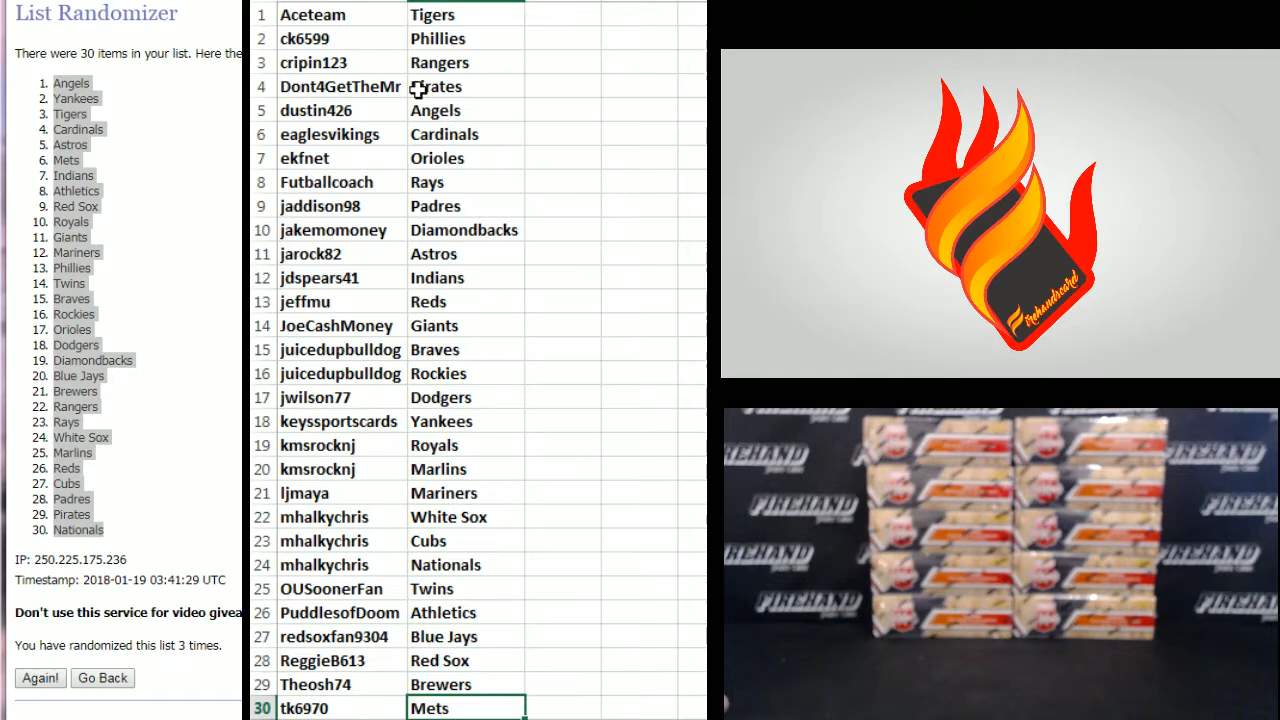 List Randomizer
There were 30 items in your list. Here the
1. Angels
2. Yankees
3. Tigers
4. Cardinals
5. Astros
6. Mets
7. Indians
8. Athletics
9. Red Sox
10. Royals
11. Giants
12. Mariners
13. Phillies
14. Twins
15. Braves
16. Rockies
17. Orioles
18. Dodgers
19. Diamondbacks
20. Blue Jays
21. Brewers
22. Rangers
23. Rays
24. White Sox
25. Marlins
26. Reds
27. Cubs
28. Padres
29. Pirates
30. Nationals
IP: 250.225.175.236
Timestamp: 2018-01-19 03:41:29 UTC
Don't use this service for video givea
You have randomized this list 3 times.
Again! Go Back
1 Aceteam Tigers
2 ck6599 Phillies
3 cripin123 Rangers
4 Dont4GetTheMr Pirates
5 dustin426 Angels
6 eaglesvikings Cardinals
7 ekfnet Orioles
8 Futballcoach Rays
9 jaddison98 Padres
10 jakemomoney Diamondbacks
11 jarock82 Astros
12 jdspears41 Indians
13 jeffmu Reds
14 JoeCashMoney Giants
15 juicedupbulldog Braves
16 juicedupbulldog Rockies
17 jwilson77 Dodgers
18 keyssportscards Yankees
19 kmsrocknj Royals
20 kmsrocknj Marlins
21 ljmaya Mariners
22 mhalkychris White Sox
23 mhalkychris Cubs
24 mhalkychris Nationals
25 OUSoonerFan Twins
26 PuddlesofDoom Athletics
27 redsoxfan9304 Blue Jays
28 ReggieB613 Red Sox
29 Theosh74 Brewers
30 tk6970 Mets
Firehandscard
FIREHAND
FIREHAND
FIREHAND
FIREHAND
FIREHAND
FIREHAND
FIREHAND